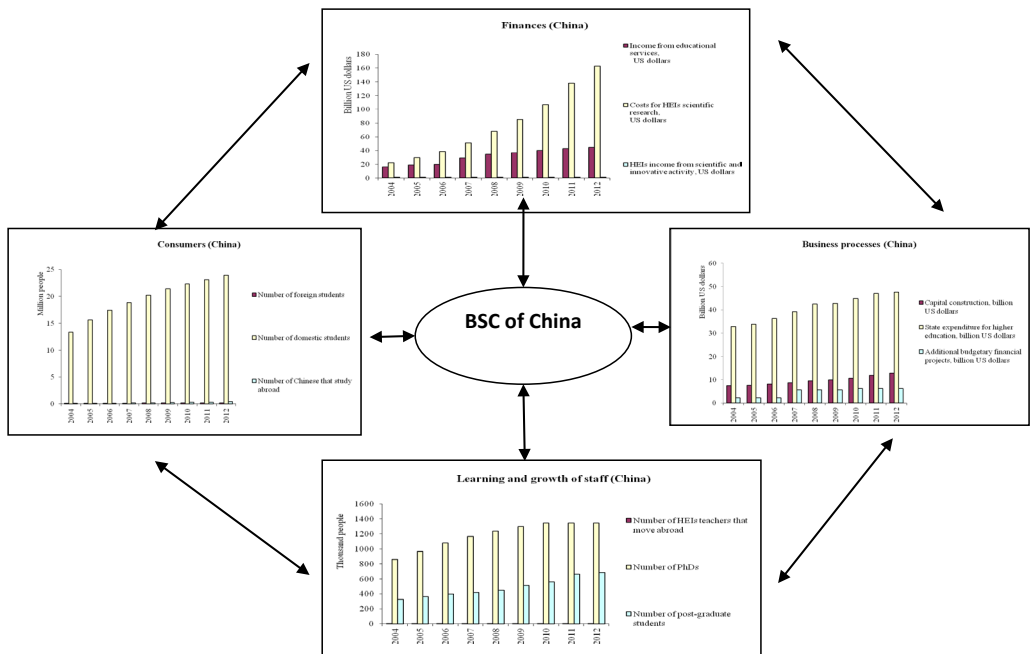 Finances (China)
Billion US dollars
180
160
140
120
100
80
60
40
20
0
2004
2005
2006
2007
2008
2009
2010
2011
2012
Income from educational
services,
US dollars
Costs for HEIs scientific
research,
US dollars
HEIs income from scientific and
innovative activity, US dollars
Consumers (China)
Million people
25
20
15
10
5
0
2004
2005
2006
2007
2008
2009
2010
2011
2012
Number of foreign students
Number of domestic students
Number of Chinese that study
abroad
BSC of China
Business processes (China)
Billion US dollars
60
50
40
30
20
10
0
2004
2005
2006
2007
2008
2009
2010
2011
2012
Capital construction, billion
US dollars
State expenditure for higher
education, billion US dollars
Additional budgetary financial
projects, billion US dollars
Learning and growth of staff (China)
Thousand people
1600
1400
1200
1000
800
600
400
200
0
2004
2005
2006
2007
2008
2009
2010
2011
2012
Number of HEIs teachers that
move abroad
Number of PhDs
Number of post-graduate
students